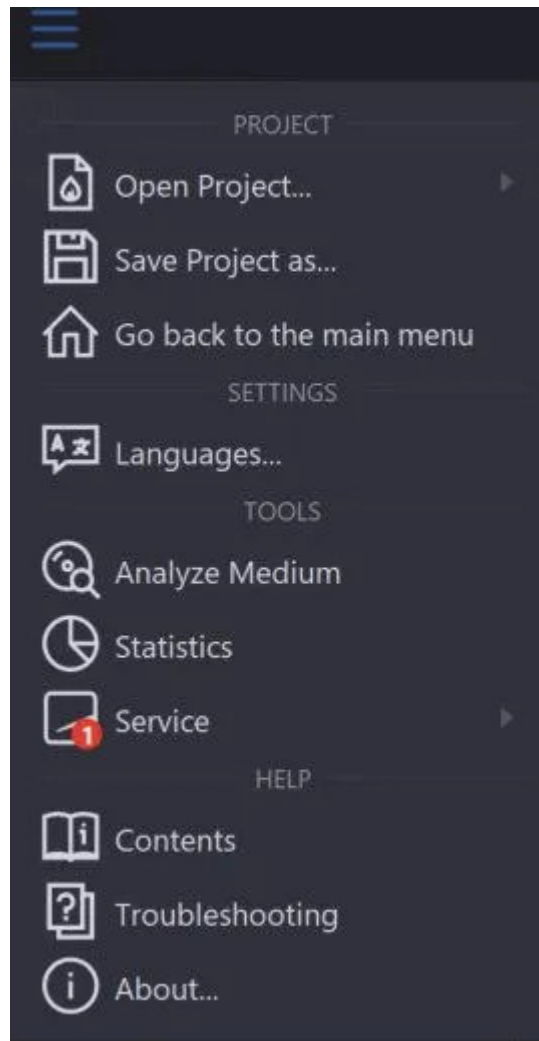 PROJECT
Open Project...
Save Project as...
Go back to the main menu
SETTINGS
Languages...
TOOLS
Analyze Medium
Statistics
1
Service
HELP
Contents
Troubleshooting
About...